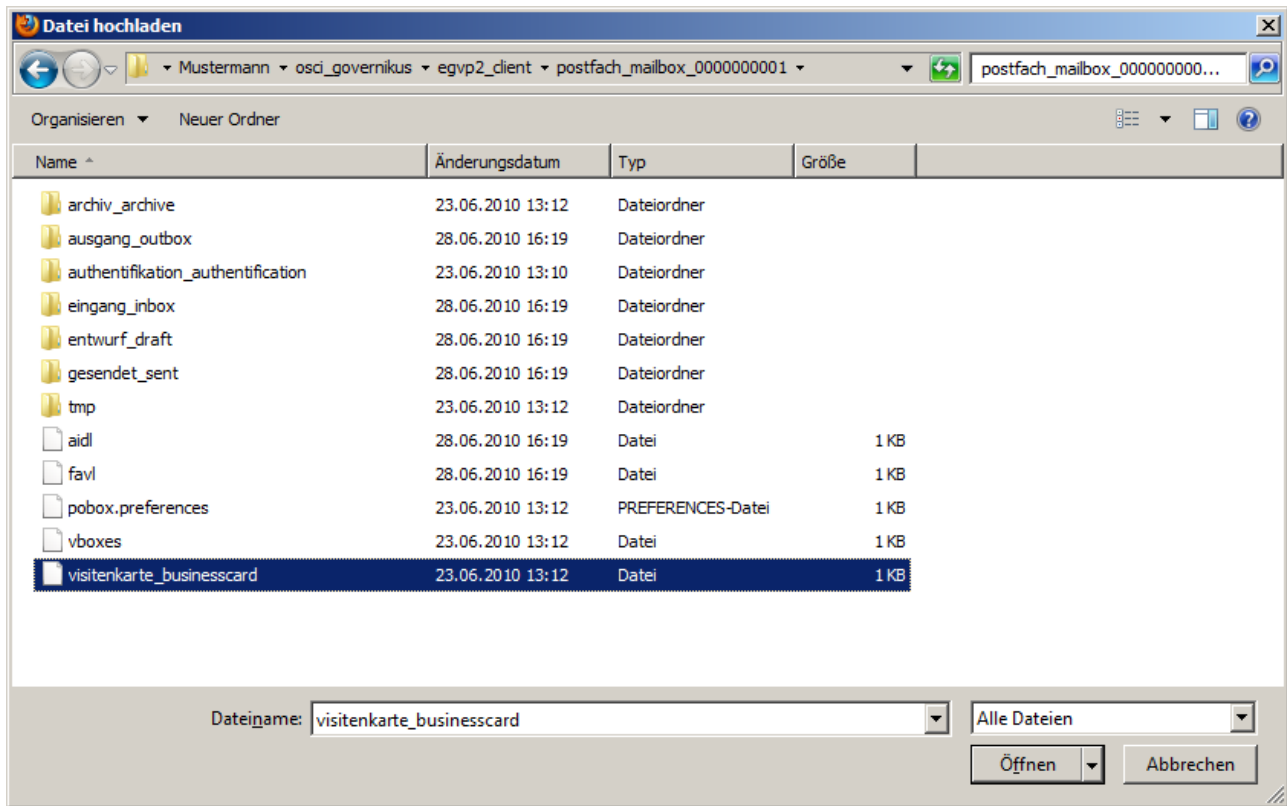 Datei hochladen
Mustermann osci_governikus egvp2_client postfach_mailbox_0000000001 postfach_mailbox_000000000...
Organisieren Neuer Ordner
Name Änderungsdatum Typ Größe
archiv_archive 23.06.2010 13:12 Dateiordner
ausgang_outbox 28.06.2010 16:19 Dateiordner
authentifikation_authentification 23.06.2010 13:10 Dateiordner
eingang_inbox 28.06.2010 16:19 Dateiordner
entwurf_draft 28.06.2010 16:19 Dateiordner
gesendet_sent 28.06.2010 16:19 Dateiordner
tmp 23.06.2010 13:12 Dateiordner
aidl 28.06.2010 16:19 Datei 1 KB
favl 28.06.2010 16:19 Datei 1 KB
pobox.preferences 23.06.2010 13:12 PREFERENCES-Datei 1 KB
vboxes 23.06.2010 13:12 Datei 1 KB
visitenkarte_businesscard 23.06.2010 13:12 Datei 1 KB
Dateiname: visitenkarte_businesscard Alle Dateien
Öffnen Abbrechen